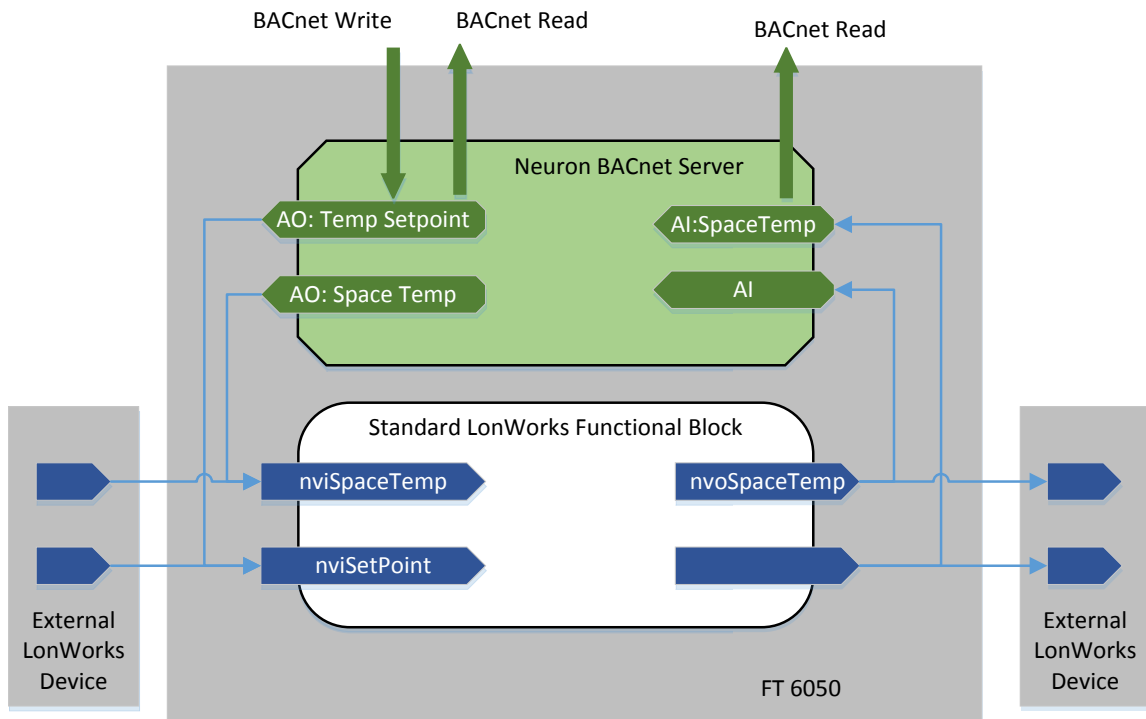 BACnet Write
BACnet Read
BACnet Read
Neuron BACnet Server
AO: Temp Setpoint
AI:SpaceTemp
AO: Space Temp
AI
Standard LonWorks Functional Block
nviSpaceTemp
nvoSpaceTemp
nviSetPoint
External
LonWorks
Device
External
LonWorks
Device
FT 6050